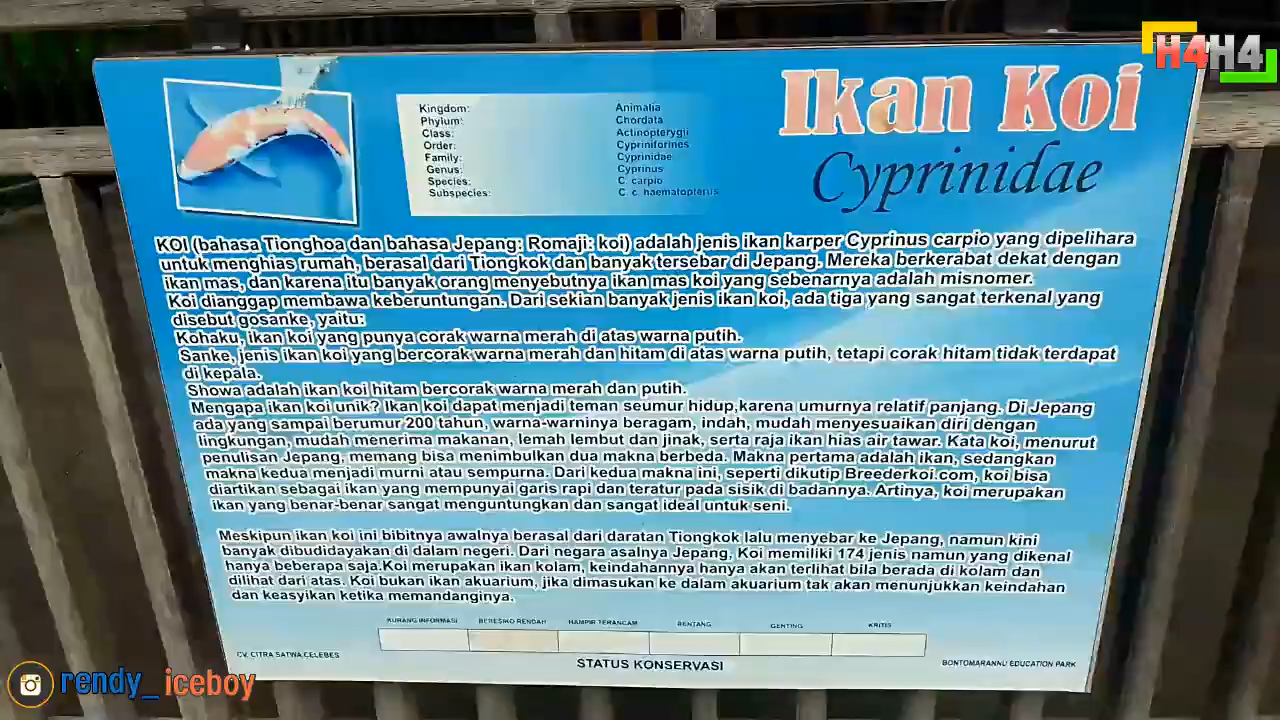 H4H4
Ikan Koi
Cyprinidae
Kingdom: Animalia
Phylum: Chordata
Class: Actinopterygii
Order: Cypriniformes
Family: Cyprinidae
Genus: Cyprinus
Species: C. carpio
Subspecies: C. c. haematopterus
KOI (bahasa Tionghoa dan bahasa Jepang: Romaji: koi) adalah jenis ikan karper Cyprinus carpio yang dipelihara
untuk menghias rumah, berasal dari Tiongkok dan banyak tersebar di Jepang. Mereka berkerabat dekat dengan
ikan mas, dan karena itu banyak orang menyebutnya ikan mas koi yang sebenarnya adalah misnomer.
Koi dianggap membawa keberuntungan. Dari sekian banyak jenis ikan koi, ada tiga yang sangat terkenal yang
disebut gosanke, yaitu:
Kohaku, ikan koi yang punya corak warna merah di atas warna putih.
Sanke, jenis ikan koi yang bercorak warna merah dan hitam di atas warna putih, tetapi corak hitam tidak terdapat
di kepala.
Showa adalah ikan koi hitam bercorak warna merah dan putih.
Mengapa ikan koi unik? Ikan koi dapat menjadi teman seumur hidup,karena umurnya relatif panjang. Di Jepang
ada yang sampai berumur 200 tahun, warna-warninya beragam, indah, mudah menyesuaikan diri dengan
lingkungan, mudah menerima makanan, lemah lembut dan jinak, serta raja ikan hias air tawar. Kata koi, menurut
penulisan Jepang, memang bisa menimbulkan dua makna berbeda. Makna pertama adalah ikan, sedangkan
makna kedua menjadi murni atau sempurna. Dari kedua makna ini, seperti dikutip Breederkoi.com, koi bisa
diartikan sebagai ikan yang mempunyai garis rapi dan teratur pada sisik di badannya. Artinya, koi merupakan
ikan yang benar-benar sangat menguntungkan dan sangat ideal untuk seni.
Meskipun ikan koi ini bibitnya awalnya berasal dari daratan Tiongkok lalu menyebar ke Jepang, namun kini
banyak dibudidayakan di dalam negeri. Dari negara asalnya Jepang, Koi memiliki 174 jenis namun yang dikenal
hanya beberapa saja.Koi merupakan ikan kolam, keindahannya hanya akan terlihat bila berada di kolam dan
dilihat dari atas. Koi bukan ikan akuarium, jika dimasukan ke dalam akuarium tak akan menunjukkan keindahan
dan keasyikan ketika memandanginya.
KURANG INFORMASI BERESIKO RENDAH HAMPIR TERANCAM RENTANG GENTING KRITIS
STATUS KONSERVASI
CV. CITRA SATWA CELEBES
BONTOMARANNU EDUCATION PARK
rendy_iceboy